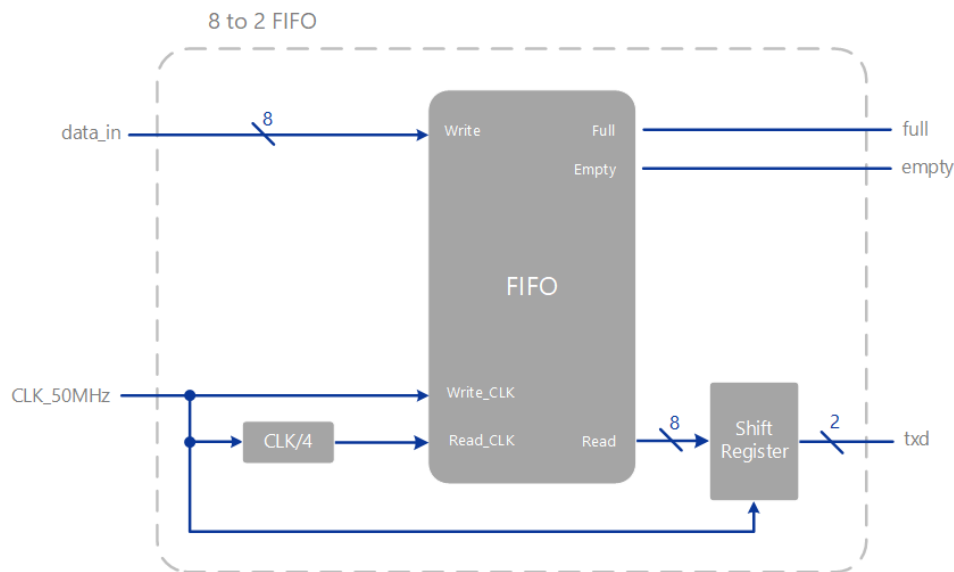 8 to 2 FIFO
data_in
8
Write
Full
full
Empty
empty
FIFO
CLK_50MHz
Write_CLK
CLK/4
Read_CLK
Read
8
Shift
Register
2
txd